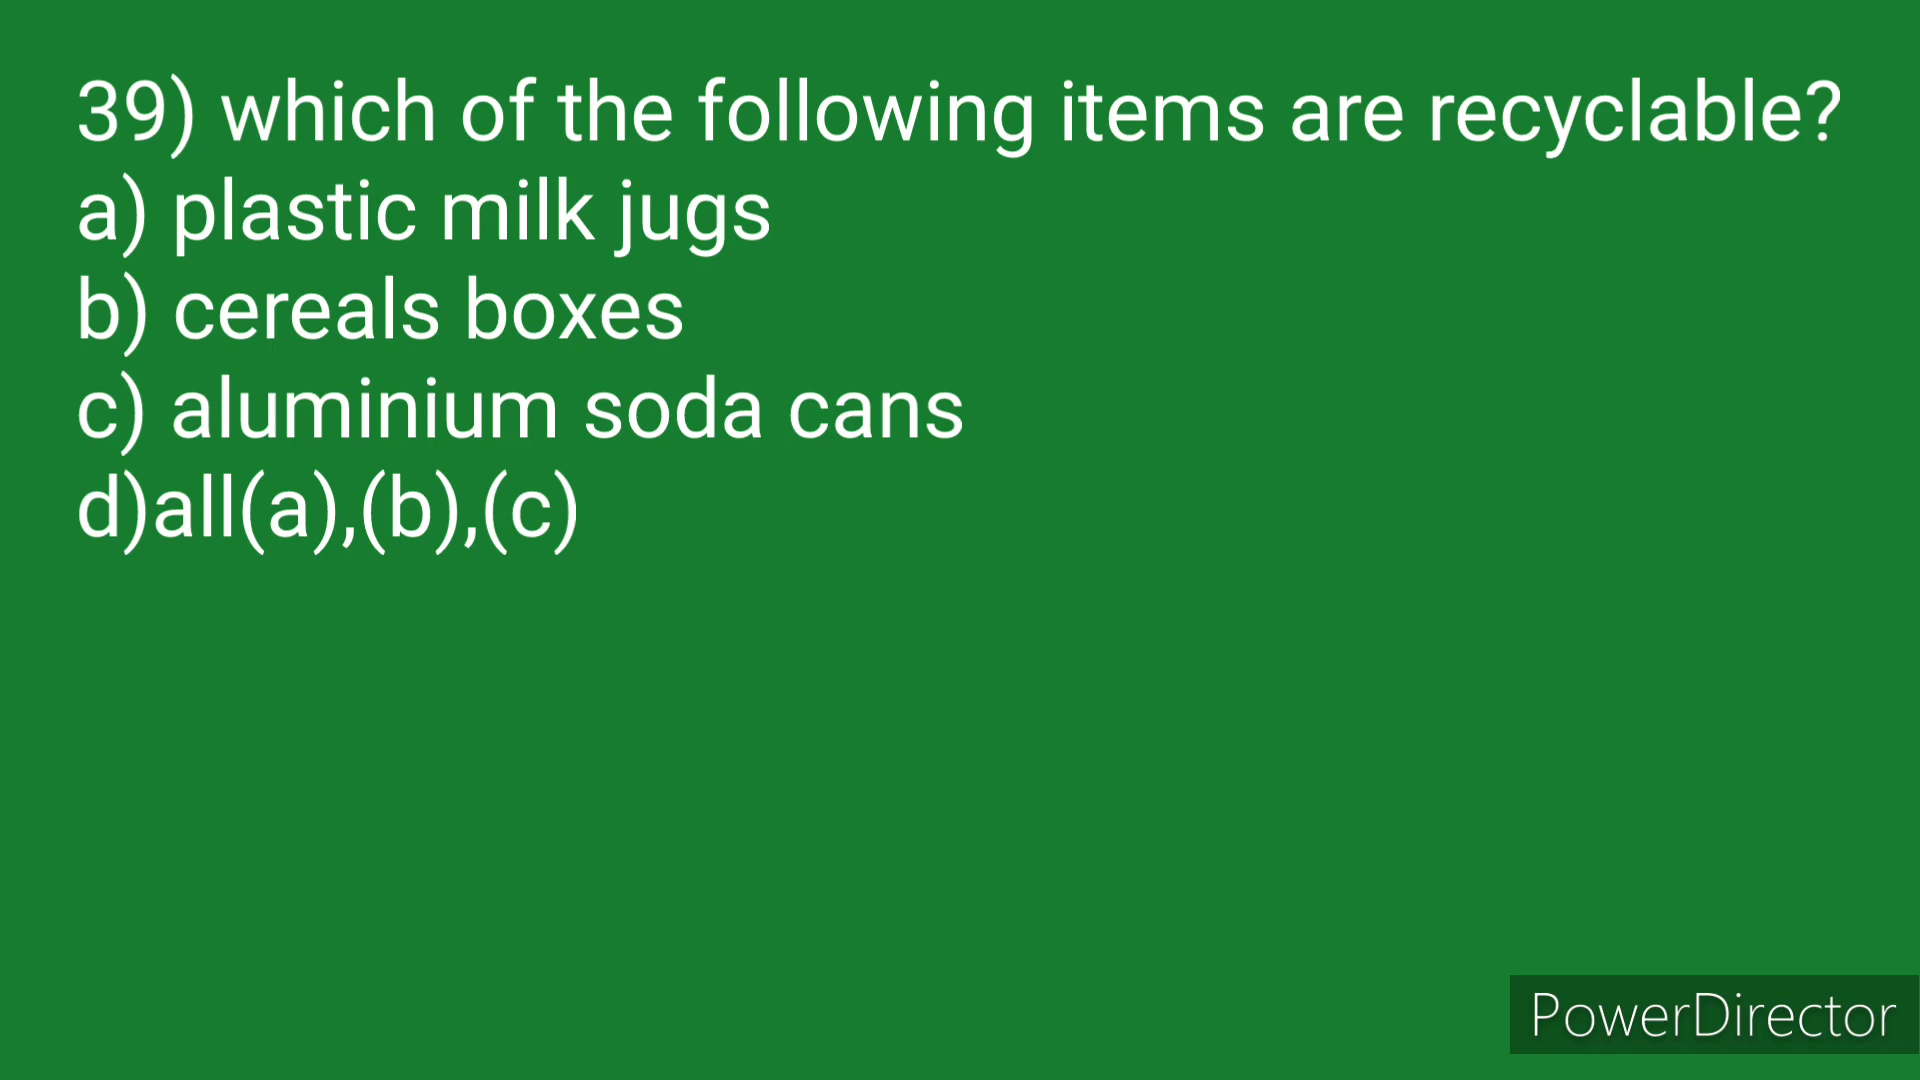 39) which of the following items are recyclable?
a) plastic milk jugs
b) cereals boxes
c) aluminium soda cans
d)all(a),(b),(c)
PowerDirector